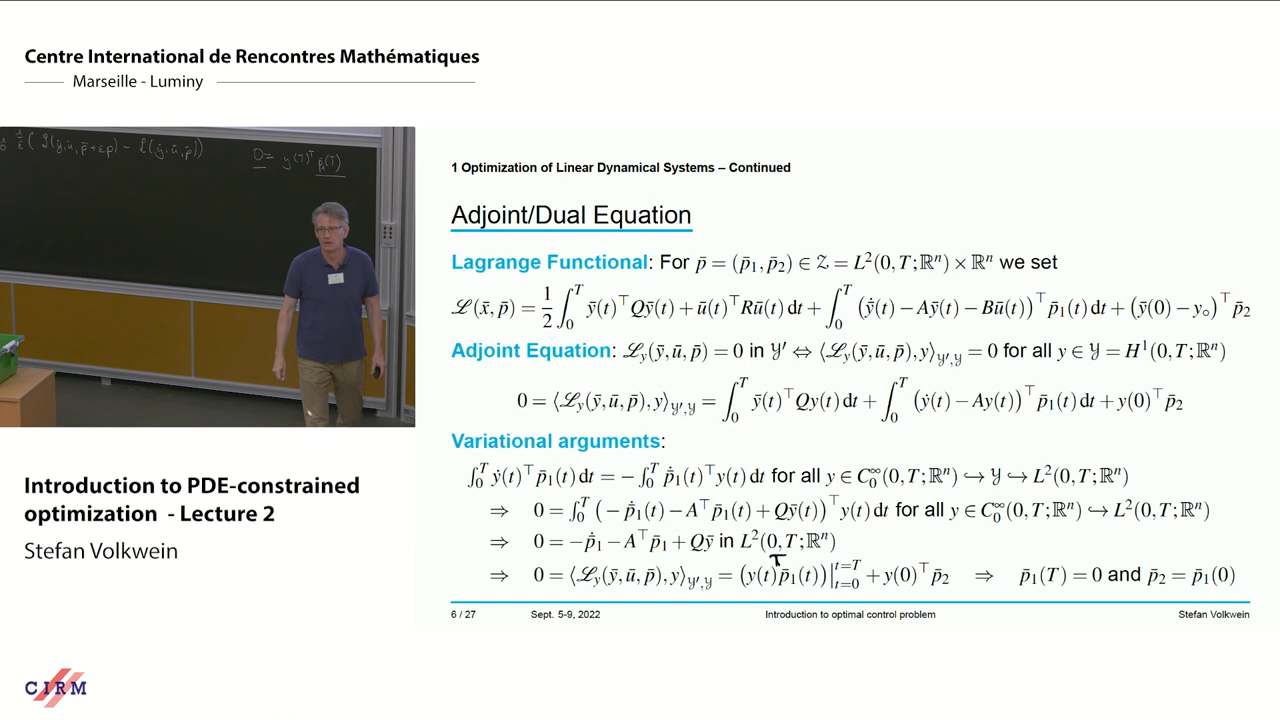 Centre International de Rencontres Mathématiques
Marseille - Luminy
1/ε ( ℒ(ȳ,ū,p̄+εp) − ℒ(ȳ,ū,p̄))
0= y(T)ᵀ p̄₁(T)
1 Optimization of Linear Dynamical Systems – Continued
Adjoint/Dual Equation
Lagrange Functional: For p̄ = (p̄₁, p̄₂) ∈ 𝒵 = L²(0,T;ℝⁿ) × ℝⁿ we set
ℒ(x̄, p̄) = 1/2 ∫₀ᵀ ȳ(t)ᵀQȳ(t) + ū(t)ᵀRū(t) dt + ∫₀ᵀ (ẏ̄(t) − Aȳ(t) − Bū(t))ᵀ p̄₁(t) dt + (ȳ(0) − y∘)ᵀ p̄₂
Adjoint Equation: ℒ_y(ȳ,ū,p̄) = 0 in 𝒴′ ⇔ ⟨ℒ_y(ȳ,ū,p̄), y⟩_{𝒴′,𝒴} = 0 for all y ∈ 𝒴 = H¹(0,T;ℝⁿ)
0 = ⟨ℒ_y(ȳ,ū,p̄), y⟩_{𝒴′,𝒴} = ∫₀ᵀ ȳ(t)ᵀQy(t) dt + ∫₀ᵀ (ẏ(t) − Ay(t))ᵀ p̄₁(t) dt + y(0)ᵀ p̄₂
Variational arguments:
∫₀ᵀ ẏ(t)ᵀ p̄₁(t) dt = − ∫₀ᵀ ṗ̄₁(t)ᵀ y(t) dt for all y ∈ C₀^∞(0,T;ℝⁿ) ↪ 𝒴 ↪ L²(0,T;ℝⁿ)
⇒ 0 = ∫₀ᵀ (− ṗ̄₁(t) − Aᵀp̄₁(t) + Qȳ(t))ᵀ y(t) dt for all y ∈ C₀^∞(0,T;ℝⁿ) ↪ L²(0,T;ℝⁿ)
⇒ 0 = −ṗ̄₁ − Aᵀp̄₁ + Qȳ in L²(0,T;ℝⁿ)
⇒ 0 = ⟨ℒ_y(ȳ,ū,p̄), y⟩_{𝒴′,𝒴} = (y(t)ᵀp̄₁(t))|_{t=0}^{t=T} + y(0)ᵀp̄₂ ⇒ p̄₁(T) = 0 and p̄₂ = p̄₁(0)
6 / 27 Sept. 5-9, 2022 Introduction to optimal control problem Stefan Volkwein
Introduction to PDE-constrained
optimization - Lecture 2
Stefan Volkwein
CIRM